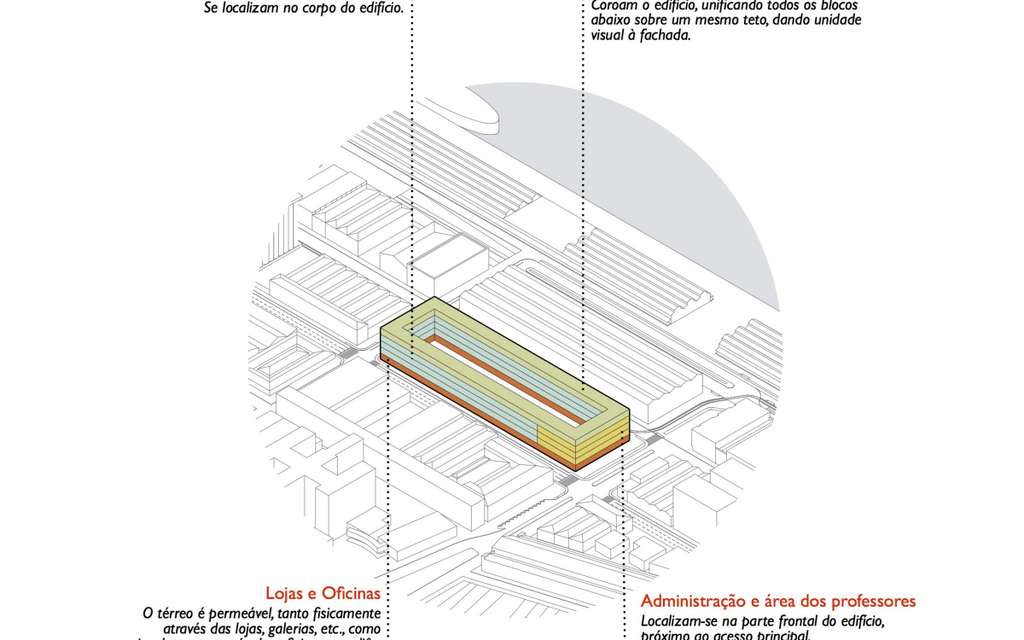 Se localizam no corpo do edifício.
Coroam o edifício, unificando todos os blocos
abaixo sobre um mesmo teto, dando unidade
visual à fachada.
Lojas e Oficinas
O térreo é permeável, tanto fisicamente
através das lojas, galerias, etc., como
Administração e área dos professores
Localizam-se na parte frontal do edifício,
próximo ao acesso principal.